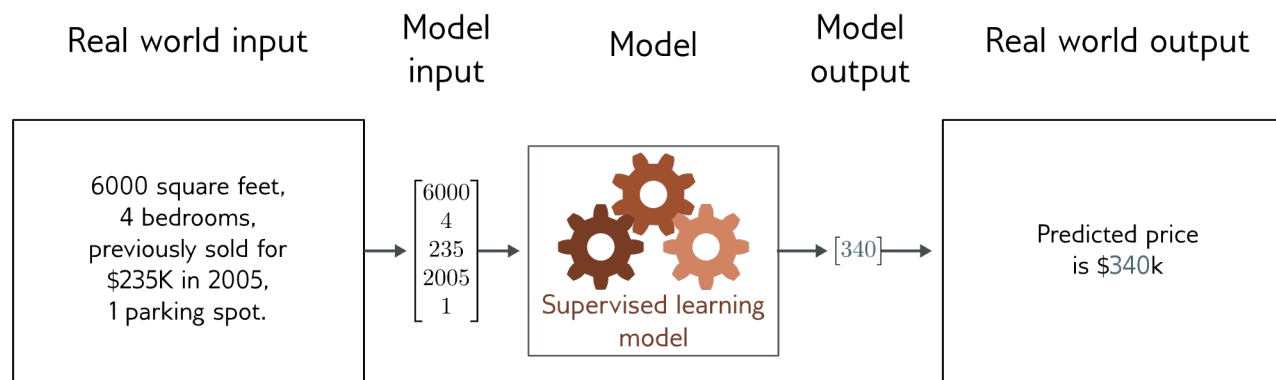 Real world input
Model
input
Model
Model
output
Real world output
6000 square feet,
4 bedrooms,
previously sold for
$235K in 2005,
1 parking spot.
6000
4
235
2005
1
Supervised learning
model
[340]
Predicted price
is $340k